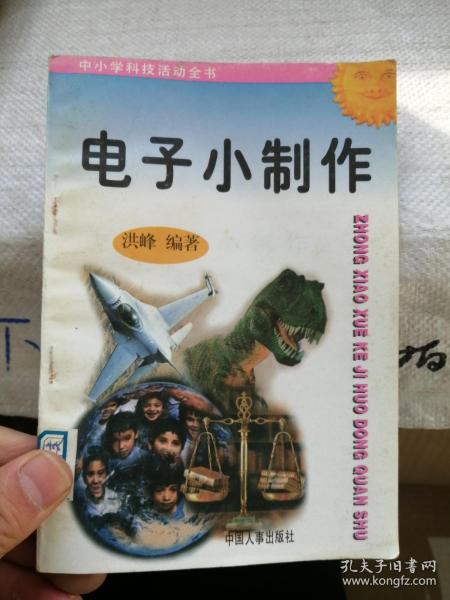 中小学科技活动全书
电子小制作
洪峰 编著
ZHONG XIAO XUE KE JI HUO DONG QUAN SHU
中国人事出版社
下
孔夫子旧书网
www.kongfz.com